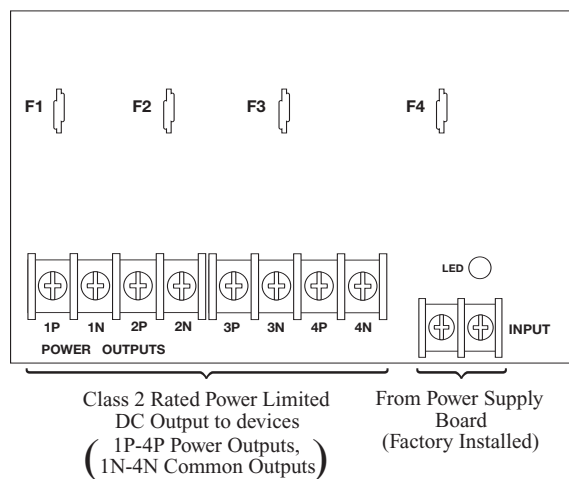 F1 F2 F3 F4
LED
1P 1N 2P 2N 3P 3N 4P 4N
INPUT
POWER OUTPUTS
Class 2 Rated Power Limited
DC Output to devices
(1P-4P Power Outputs,
1N-4N Common Outputs)
From Power Supply
Board
(Factory Installed)